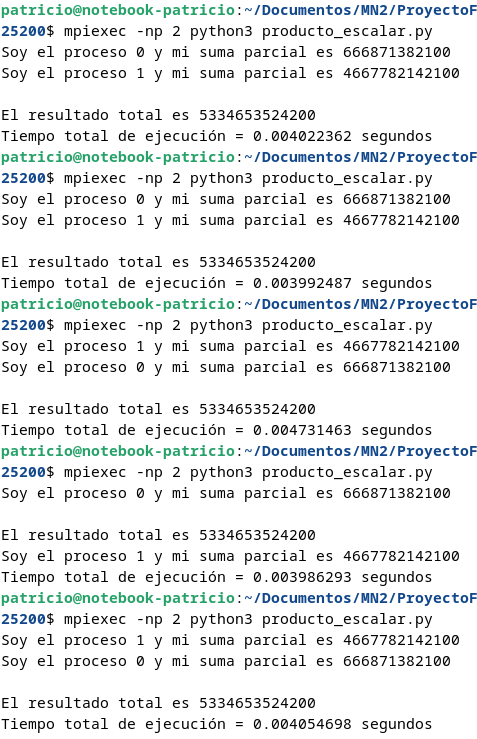 patricio@notebook-patricio:~/Documentos/MN2/ProyectoF
25200$ mpiexec -np 2 python3 producto_escalar.py
Soy el proceso 0 y mi suma parcial es 666871382100
Soy el proceso 1 y mi suma parcial es 4667782142100

El resultado total es 5334653524200
Tiempo total de ejecución = 0.004022362 segundos
patricio@notebook-patricio:~/Documentos/MN2/ProyectoF
25200$ mpiexec -np 2 python3 producto_escalar.py
Soy el proceso 0 y mi suma parcial es 666871382100
Soy el proceso 1 y mi suma parcial es 4667782142100

El resultado total es 5334653524200
Tiempo total de ejecución = 0.003992487 segundos
patricio@notebook-patricio:~/Documentos/MN2/ProyectoF
25200$ mpiexec -np 2 python3 producto_escalar.py
Soy el proceso 1 y mi suma parcial es 4667782142100
Soy el proceso 0 y mi suma parcial es 666871382100

El resultado total es 5334653524200
Tiempo total de ejecución = 0.004731463 segundos
patricio@notebook-patricio:~/Documentos/MN2/ProyectoF
25200$ mpiexec -np 2 python3 producto_escalar.py
Soy el proceso 0 y mi suma parcial es 666871382100

El resultado total es 5334653524200
Soy el proceso 1 y mi suma parcial es 4667782142100
Tiempo total de ejecución = 0.003986293 segundos
patricio@notebook-patricio:~/Documentos/MN2/ProyectoF
25200$ mpiexec -np 2 python3 producto_escalar.py
Soy el proceso 1 y mi suma parcial es 4667782142100
Soy el proceso 0 y mi suma parcial es 666871382100

El resultado total es 5334653524200
Tiempo total de ejecución = 0.004054698 segundos